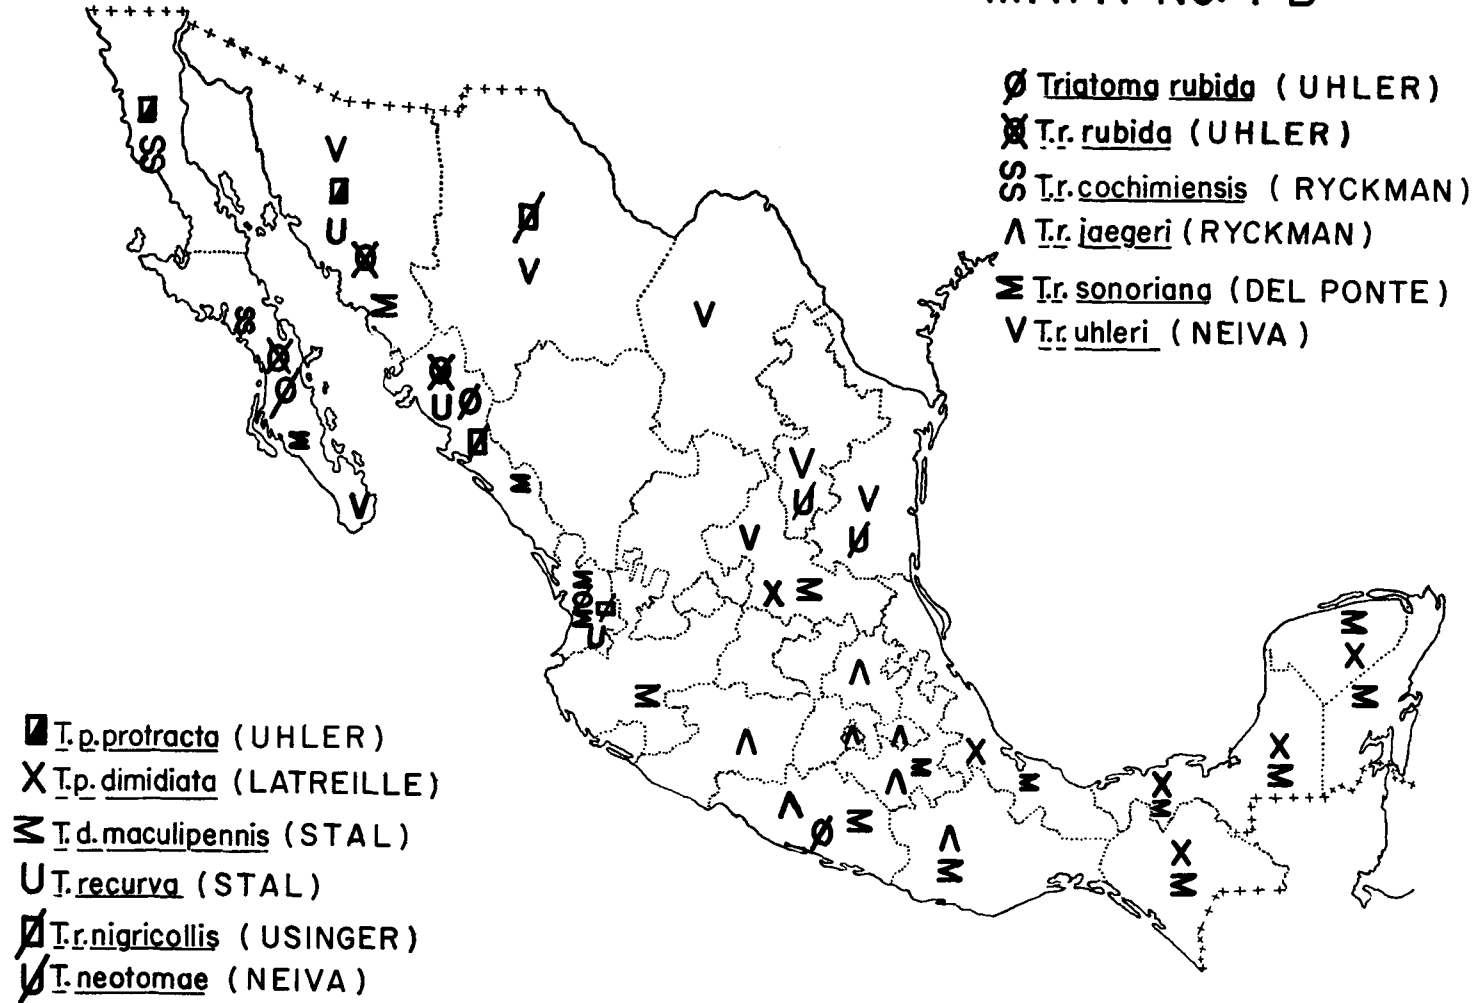 Triatoma rubida (UHLER)
T.r. rubida (UHLER)
SS T.r. cochimiensis (RYCKMAN)
Λ T.r. jaegeri (RYCKMAN)
M T.r. sonoriana (DEL PONTE)
V T.r. uhleri (NEIVA)
T.p. protracta (UHLER)
X T.p. dimidiata (LATREILLE)
M T.d. maculipennis (STAL)
U T. recurva (STAL)
T.r. nigricollis (USINGER)
T. neotomae (NEIVA)